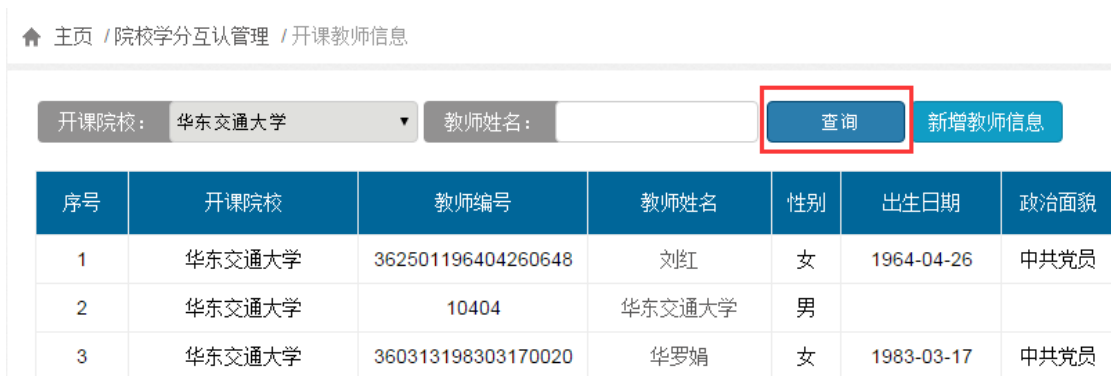 主页 / 院校学分互认管理 / 开课教师信息
开课院校: 华东交通大学 教师姓名: 查询 新增教师信息
序号 开课院校 教师编号 教师姓名 性别 出生日期 政治面貌
1 华东交通大学 362501196404260648 刘红 女 1964-04-26 中共党员
2 华东交通大学 10404 华东交通大学 男
3 华东交通大学 360313198303170020 华罗娟 女 1983-03-17 中共党员